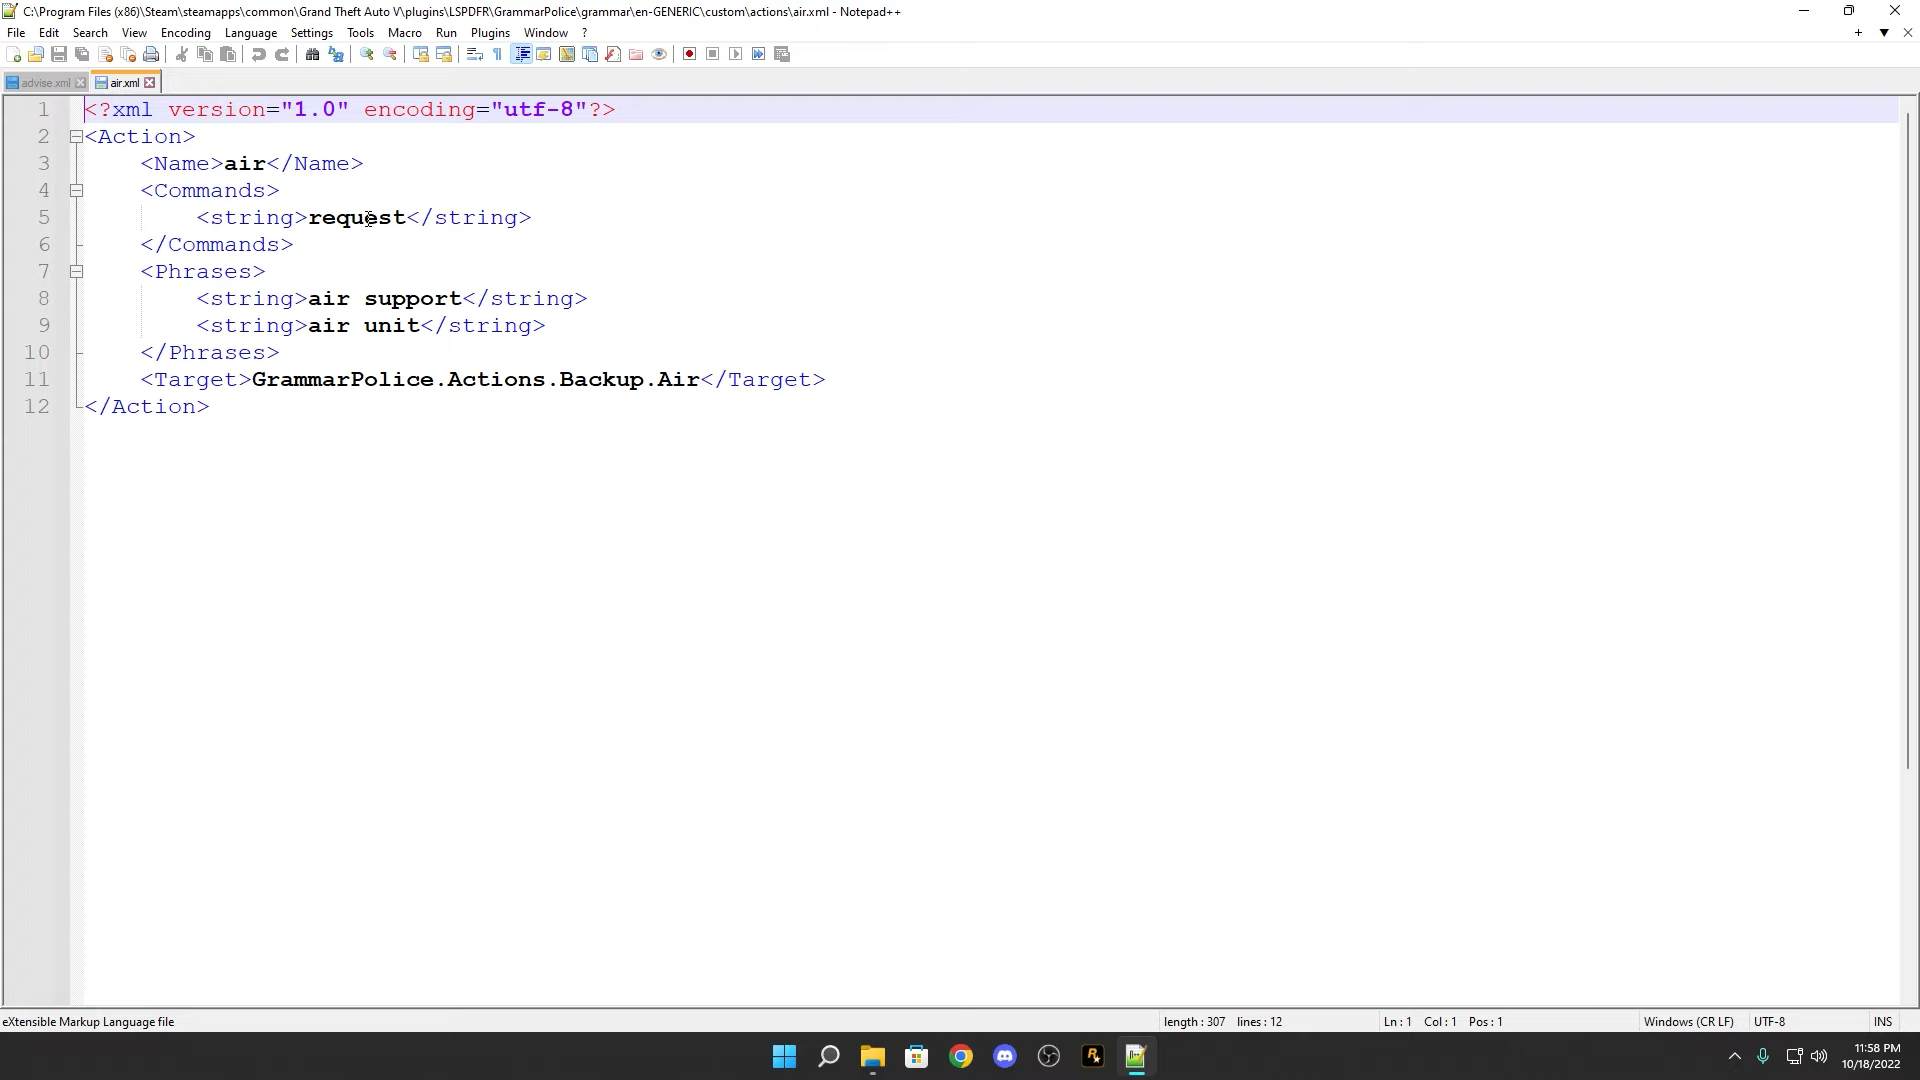 C:\Program Files (x86)\Steam\steamapps\common\Grand Theft Auto V\plugins\LSPDFR\GrammarPolice\grammar\en-GENERIC\custom\actions\air.xml - Notepad++
File Edit Search View Encoding Language Settings Tools Macro Run Plugins Window ?
advise.xml air.xml
1 <?xml version="1.0" encoding="utf-8"?>
2 <Action>
3 <Name>air</Name>
4 <Commands>
5 <string>request</string>
6 </Commands>
7 <Phrases>
8 <string>air support</string>
9 <string>air unit</string>
10 </Phrases>
11 <Target>GrammarPolice.Actions.Backup.Air</Target>
12 </Action>
eXtensible Markup Language file length : 307 lines : 12 Ln : 1 Col : 1 Pos : 1 Windows (CR LF) UTF-8 INS
11:58 PM
10/18/2022